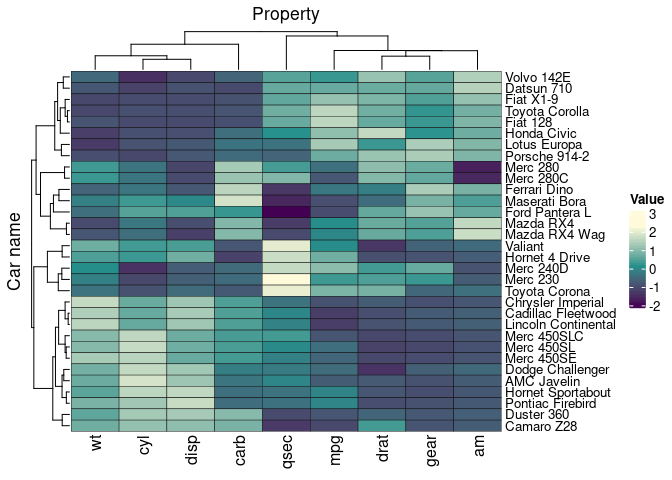 Property
Volvo 142E
Datsun 710
Fiat X1-9
Toyota Corolla
Fiat 128
Honda Civic
Lotus Europa
Porsche 914-2
Merc 280
Merc 280C
Ferrari Dino
Maserati Bora
Ford Pantera L
Mazda RX4
Mazda RX4 Wag
Valiant
Hornet 4 Drive
Merc 240D
Merc 230
Toyota Corona
Chrysler Imperial
Cadillac Fleetwood
Lincoln Continental
Merc 450SLC
Merc 450SL
Merc 450SE
Dodge Challenger
AMC Javelin
Hornet Sportabout
Pontiac Firebird
Duster 360
Camaro Z28
Car name
wt
cyl
disp
carb
qsec
mpg
drat
gear
am
Value
3
2
1
0
-1
-2